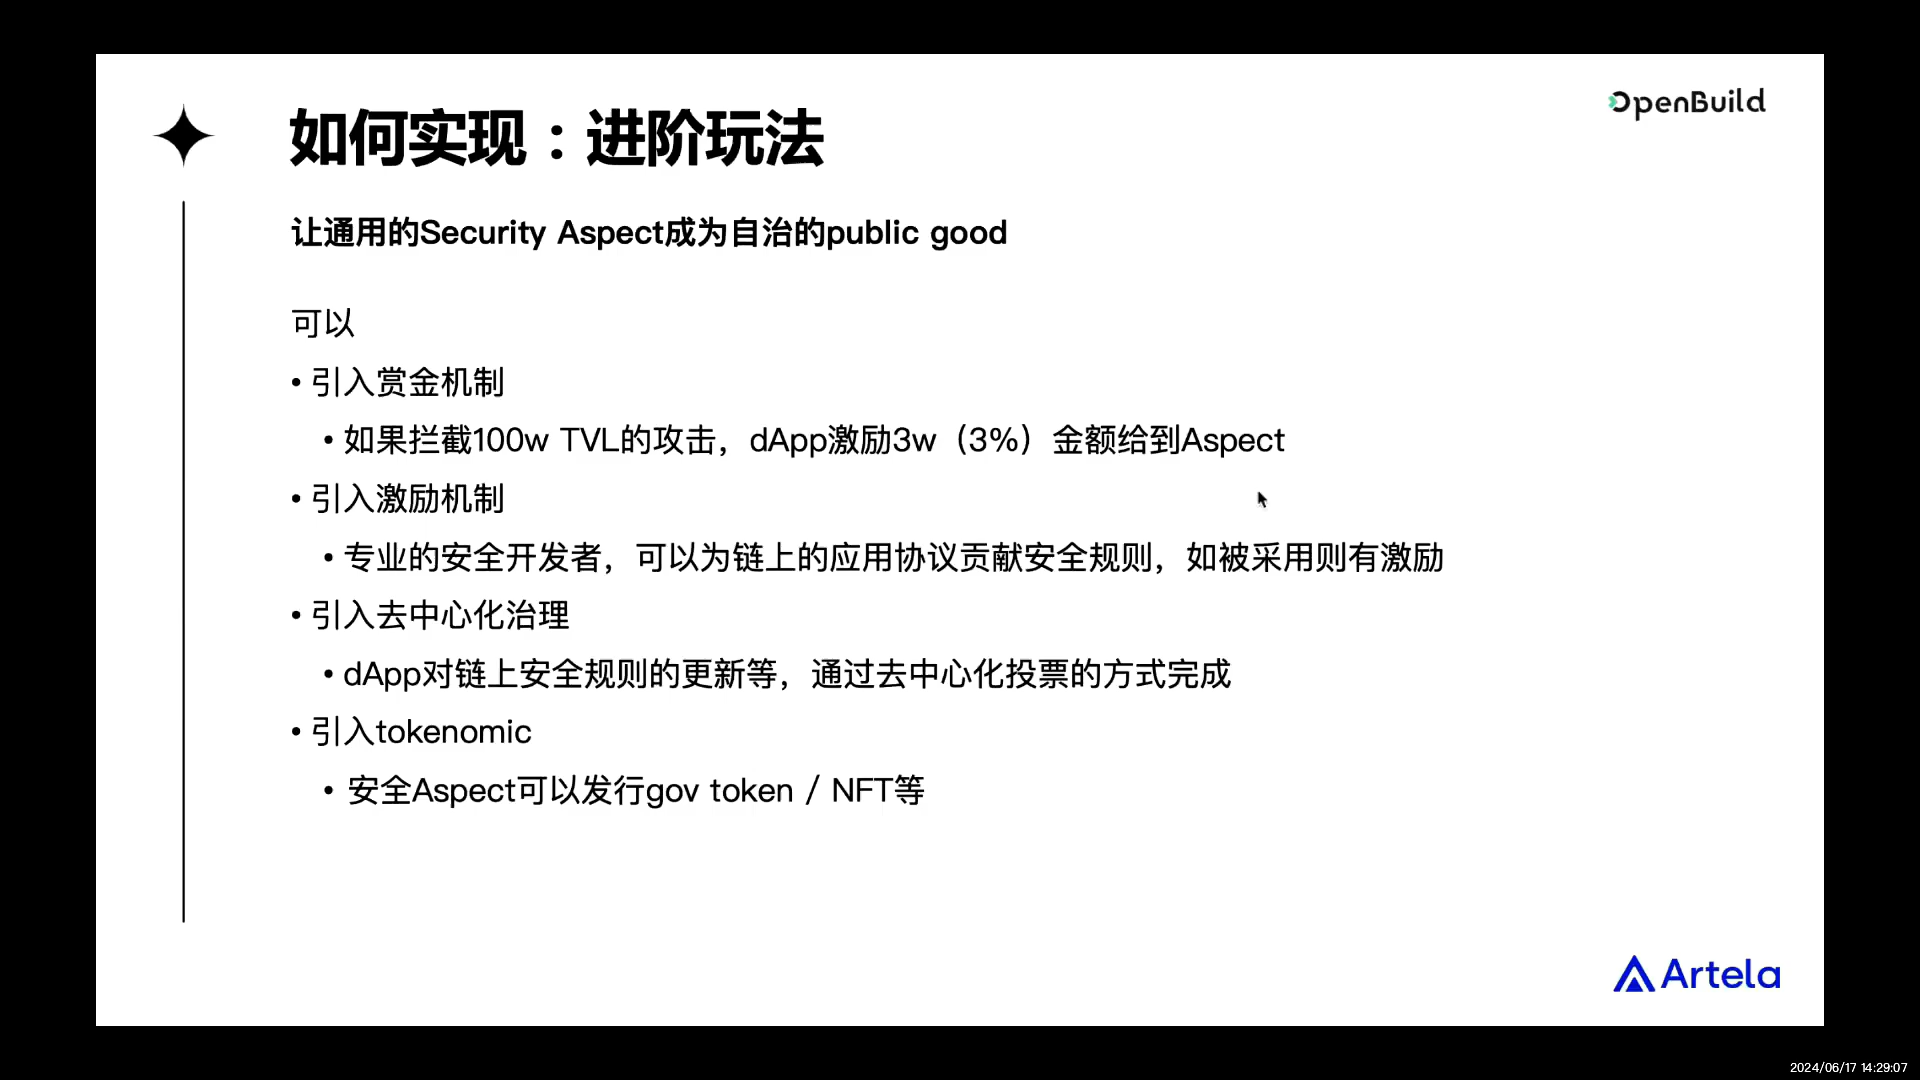 OpenBuild
如何实现：进阶玩法
让通用的Security Aspect成为自治的public good
可以
• 引入赏金机制
• 如果拦截100w TVL的攻击，dApp激励3w（3%）金额给到Aspect
• 引入激励机制
• 专业的安全开发者，可以为链上的应用协议贡献安全规则，如被采用则有激励
• 引入去中心化治理
• dApp对链上安全规则的更新等，通过去中心化投票的方式完成
• 引入tokenomic
• 安全Aspect可以发行gov token / NFT等
Artela
2024/06/17 14:29:07